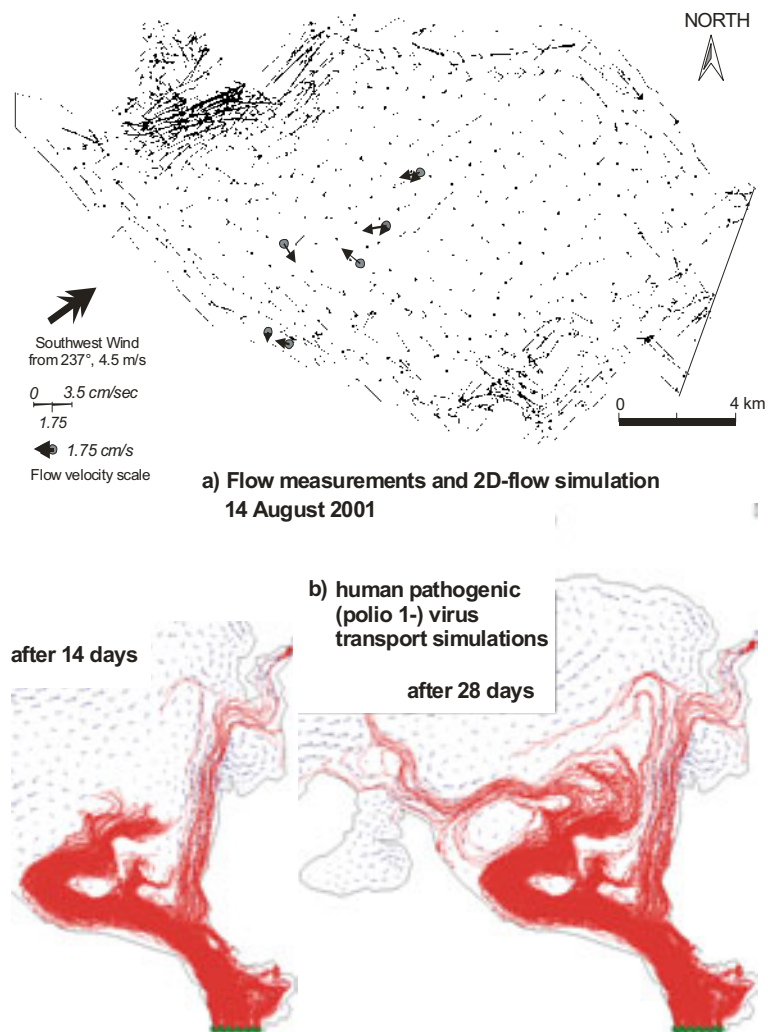 NORTH
Southwest Wind
from 237°, 4.5 m/s
0 3.5 cm/sec
1.75
1.75 cm/s
Flow velocity scale
0 4 km
a) Flow measurements and 2D-flow simulation
14 August 2001
b) human pathogenic
(polio 1-) virus
transport simulations
after 14 days
after 28 days